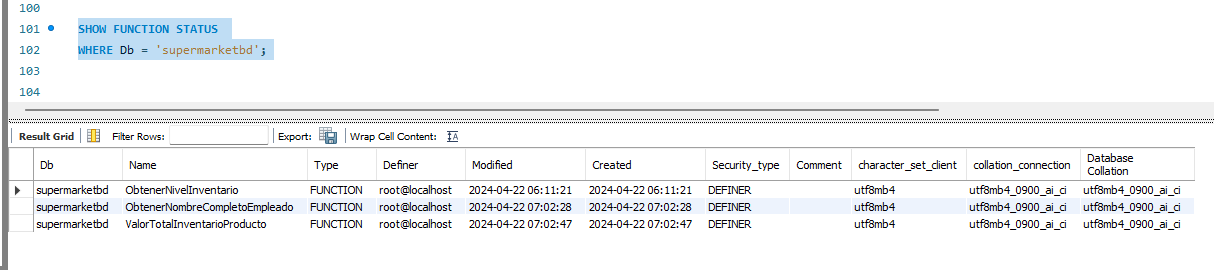 100
101 SHOW FUNCTION STATUS
102 WHERE Db = 'supermarketbd';
103
104
Result Grid Filter Rows: Export: Wrap Cell Content:
Db Name Type Definer Modified Created Security_type Comment character_set_client collation_connection Database Collation
supermarketbd ObtenerNivelInventario FUNCTION root@localhost 2024-04-22 06:11:21 2024-04-22 06:11:21 DEFINER utf8mb4 utf8mb4_0900_ai_ci utf8mb4_0900_ai_ci
supermarketbd ObtenerNombreCompletoEmpleado FUNCTION root@localhost 2024-04-22 07:02:28 2024-04-22 07:02:28 DEFINER utf8mb4 utf8mb4_0900_ai_ci utf8mb4_0900_ai_ci
supermarketbd ValorTotalInventarioProducto FUNCTION root@localhost 2024-04-22 07:02:47 2024-04-22 07:02:47 DEFINER utf8mb4 utf8mb4_0900_ai_ci utf8mb4_0900_ai_ci